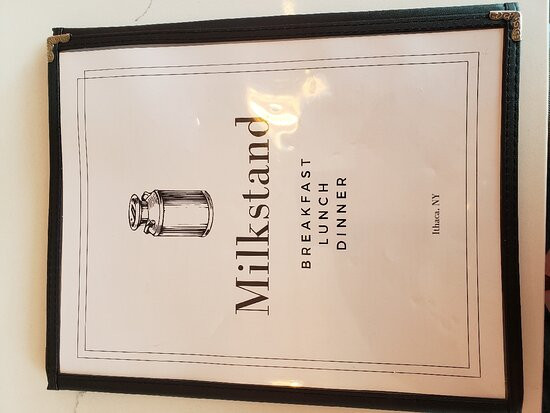 Milkstand
BREAKFAST
LUNCH
DINNER
Ithaca, NY